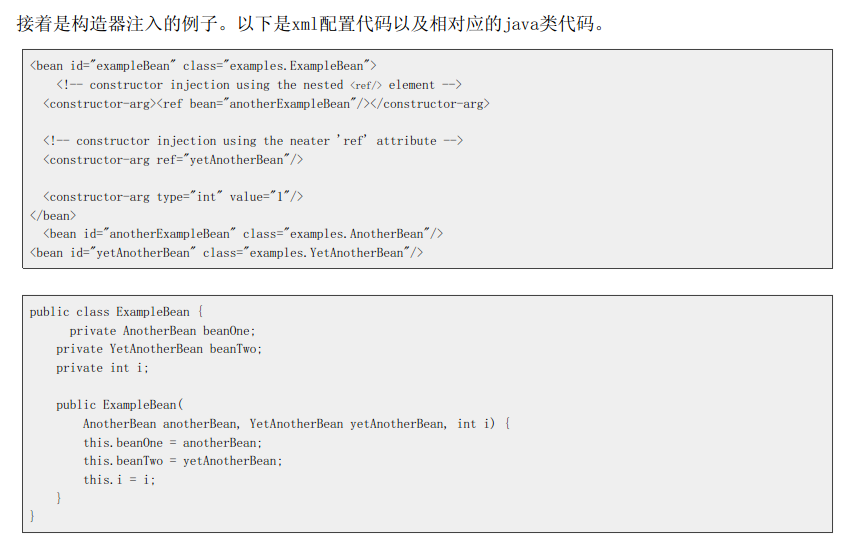 接着是构造器注入的例子。以下是xml配置代码以及相对应的java类代码。
<bean id="exampleBean" class="examples.ExampleBean">
<!-- constructor injection using the nested <ref/> element -->
<constructor-arg><ref bean="anotherExampleBean"/></constructor-arg>
<!-- constructor injection using the neater 'ref' attribute -->
<constructor-arg ref="yetAnotherBean"/>
<constructor-arg type="int" value="1"/>
</bean>
<bean id="anotherExampleBean" class="examples.AnotherBean"/>
<bean id="yetAnotherBean" class="examples.YetAnotherBean"/>
public class ExampleBean {
private AnotherBean beanOne;
private YetAnotherBean beanTwo;
private int i;
public ExampleBean(
AnotherBean anotherBean, YetAnotherBean yetAnotherBean, int i) {
this.beanOne = anotherBean;
this.beanTwo = yetAnotherBean;
this.i = i;
}
}